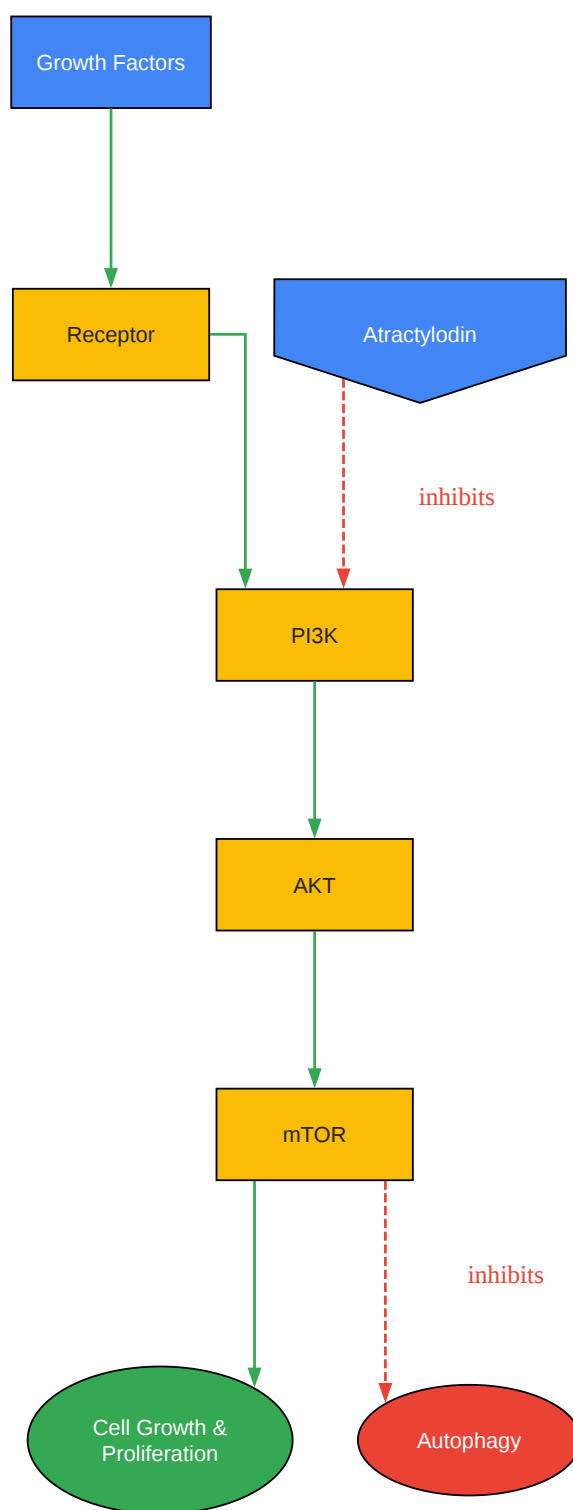 Growth Factors
Receptor
Atractylodin
inhibits
PI3K
AKT
mTOR
inhibits
Cell Growth &
Proliferation
Autophagy